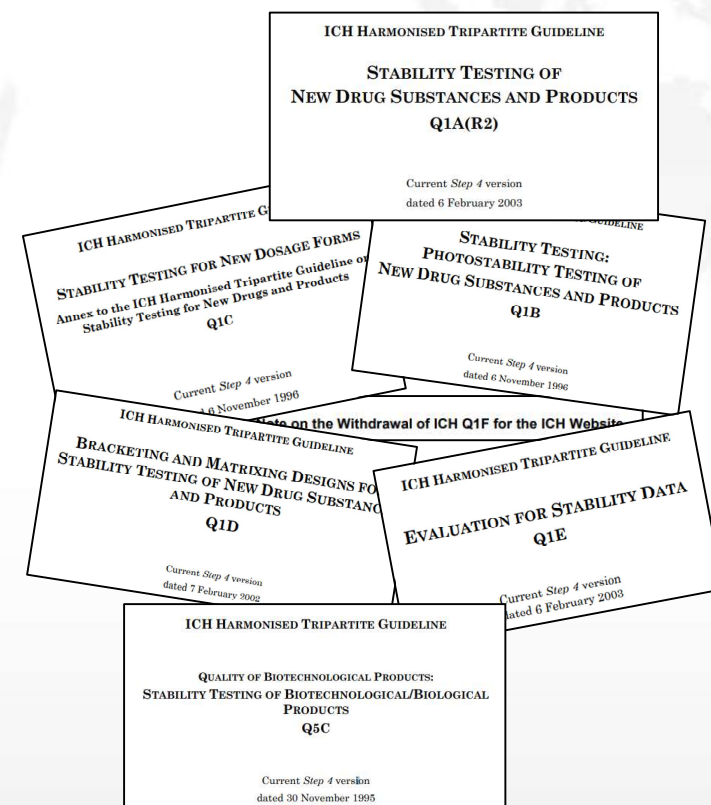 ICH HARMONISED TRIPARTITE GUIDELINE
STABILITY TESTING OF
NEW DRUG SUBSTANCES AND PRODUCTS
Q1A(R2)
Current Step 4 version
dated 6 February 2003
ICH HARMONISED TRIPARTITE
STABILITY TESTING FOR NEW DOSAGE FORMS
Annex to the ICH Harmonised Tripartite Guideline on
Stability Testing for New Drugs and Products
Q1C
Current Step 4 version
6 November 1996
GUIDELINE
STABILITY TESTING:
PHOTOSTABILITY TESTING OF
NEW DRUG SUBSTANCES AND PRODUCTS
Q1B
Current Step 4 version
dated 6 November 1996
Note on the Withdrawal of ICH Q1F for the ICH Website
ICH HARMONISED TRIPARTITE GUIDELINE
BRACKETING AND MATRIXING DESIGNS FO
STABILITY TESTING OF NEW DRUG SUBSTANC
AND PRODUCTS
Q1D
Current Step 4 version
dated 7 February 2002
ICH HARMONISED TRIPARTITE GUIDELINE
EVALUATION FOR STABILITY DATA
Q1E
Current Step 4 version
dated 6 February 2003
ICH HARMONISED TRIPARTITE GUIDELINE
QUALITY OF BIOTECHNOLOGICAL PRODUCTS:
STABILITY TESTING OF BIOTECHNOLOGICAL/BIOLOGICAL
PRODUCTS
Q5C
Current Step 4 version
dated 30 November 1995